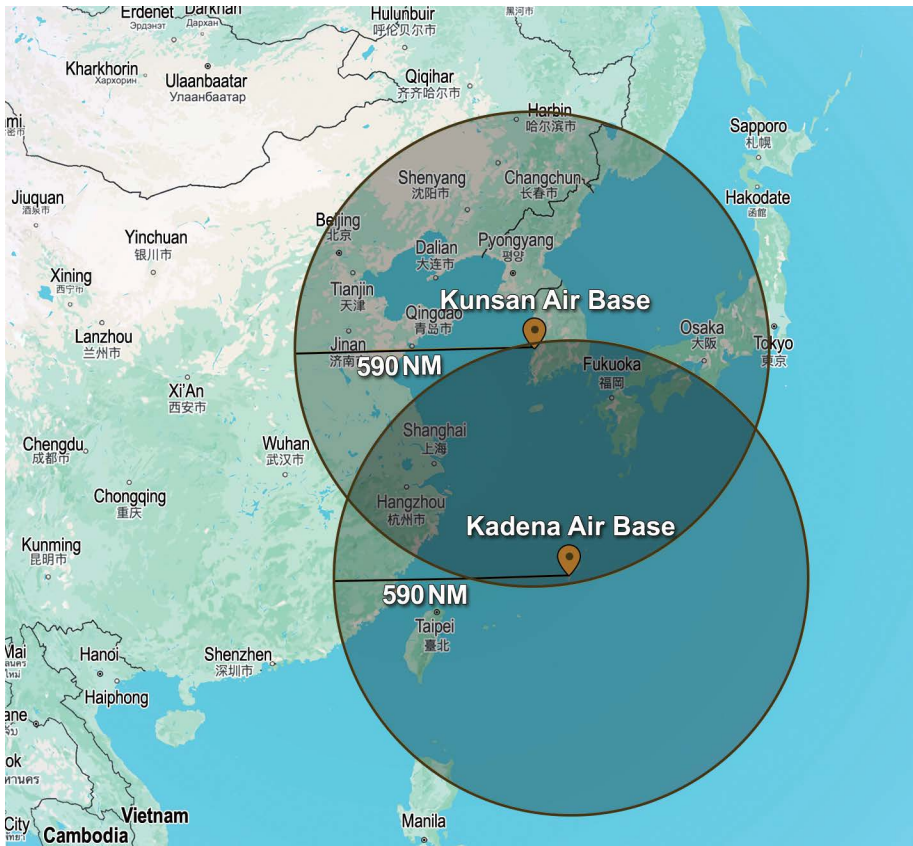 Erdenet
Эрдэнэт
Darkhan
Дархан
Hulunbuir
呼伦贝尔市
黑河市
Kharkhorin
Хархорин
Ulaanbaatar
Улаанбаатар
Qiqihar
齐齐哈尔市
Harbin
哈尔滨市
Sapporo
札幌
Jiuquan
酒泉市
Shenyang
沈阳市
Changchun
长春市
Hakodate
函館
Yinchuan
银川市
Beijing
北京
Dalian
大连市
Pyongyang
평양
Xining
西宁市
Tianjin
天津
Kunsan Air Base
Qingdao
青岛市
Lanzhou
兰州市
Jinan
济南市
590 NM
Osaka
大阪
Tokyo
東京
Fukuoka
福岡
Xi'An
西安市
Chengdu
成都市
Wuhan
武汉市
Shanghai
上海
Chongqing
重庆
Hangzhou
杭州市
Kadena Air Base
Kunming
昆明市
590 NM
Taipei
臺北
Shenzhen
深圳市
Hanoi
Haiphong
Manila
Vietnam
City
Cambodia